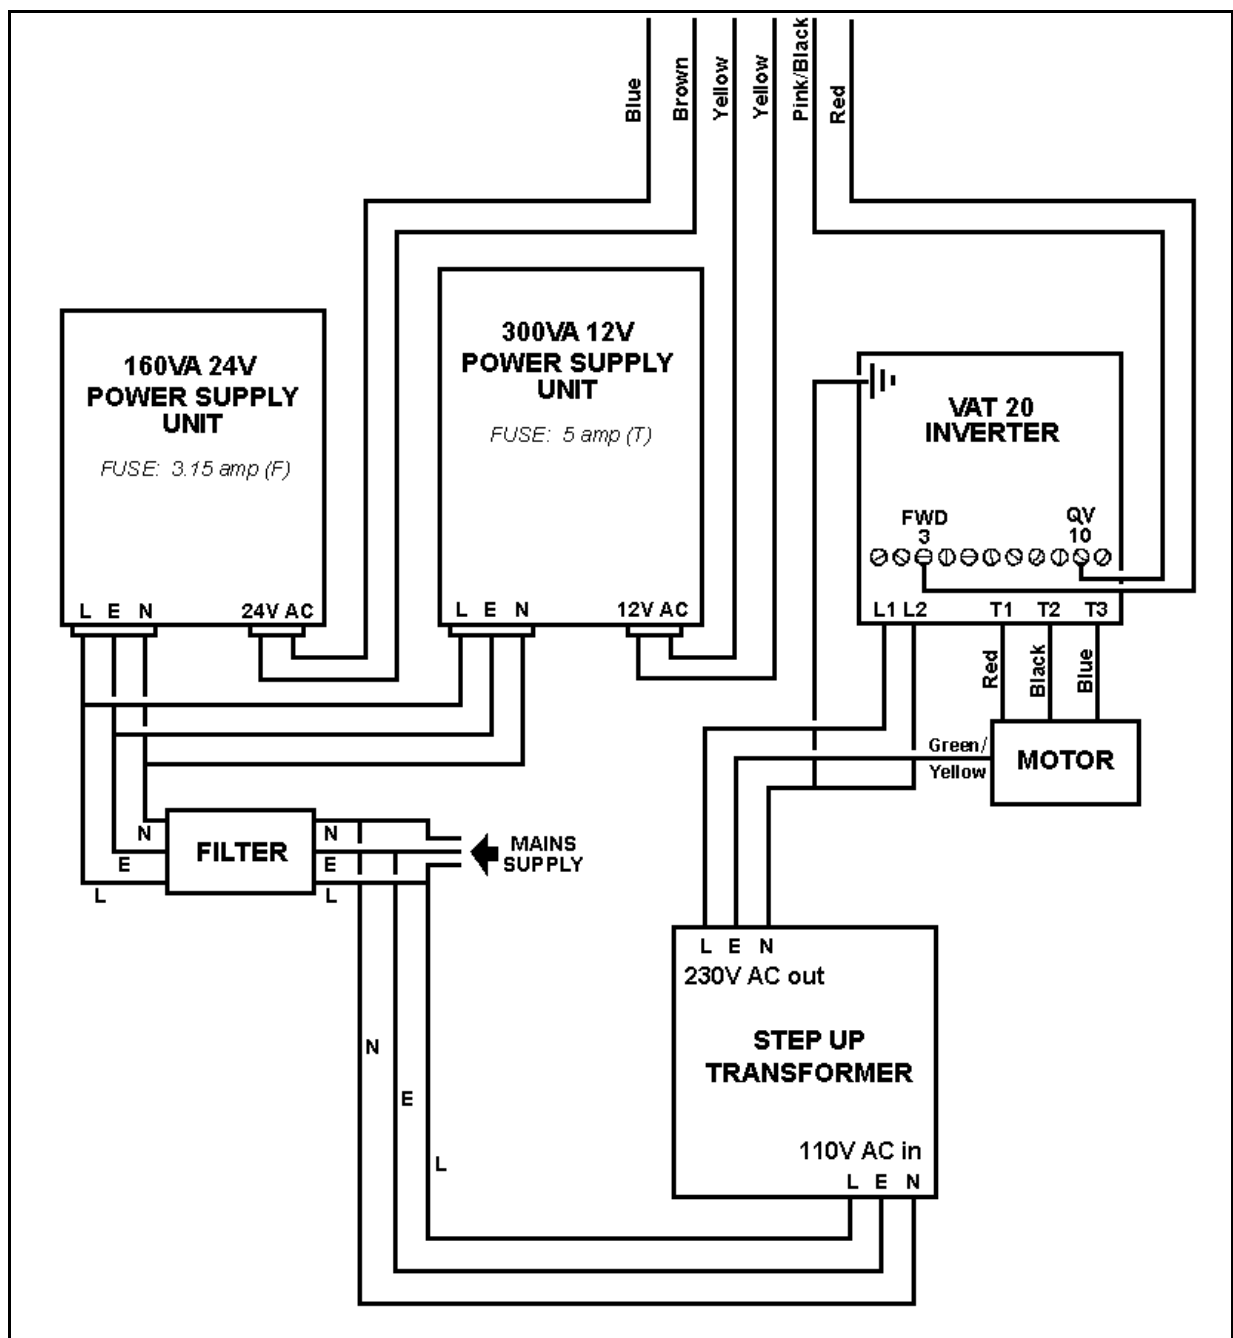 Blue
Brown
Yellow
Yellow
Pink/Black
Red
160VA 24V
POWER SUPPLY
UNIT
FUSE: 3.15 amp (F)
L E N
24V AC
300VA 12V
POWER SUPPLY
UNIT
FUSE: 5 amp (T)
L E N
12V AC
VAT 20
INVERTER
FWD
3
QV
10
L1 L2
T1 T2 T3
Red
Black
Blue
Green/
Yellow
MOTOR
N
E
L
FILTER
N
E
L
MAINS
SUPPLY
N
E
L
L E N
230V AC out
STEP UP
TRANSFORMER
110V AC in
L E N